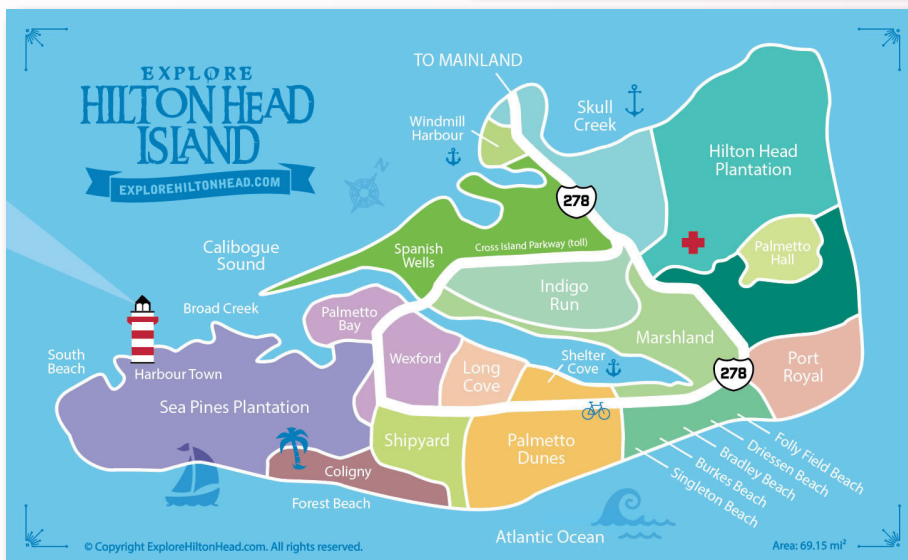 EXPLORE
HILTON HEAD
ISLAND
EXPLOREHILTONHEAD.COM
N
TO MAINLAND
Skull
Creek
Windmill
Harbour
278
Hilton Head
Plantation
Palmetto
Hall
Cross Island Parkway (toll)
Spanish
Wells
Calibogue
Sound
Indigo
Run
Broad Creek
Palmetto
Bay
Marshland
South
Beach
Harbour Town
Wexford
Long
Cove
Shelter
Cove
278
Port
Royal
Sea Pines Plantation
Shipyard
Palmetto
Dunes
Coligny
Forest Beach
Folly Field Beach
Driessen Beach
Bradley Beach
Burkes Beach
Singleton Beach
Atlantic Ocean
© Copyright ExploreHiltonHead.com. All rights reserved.
Area: 69.15 mi²